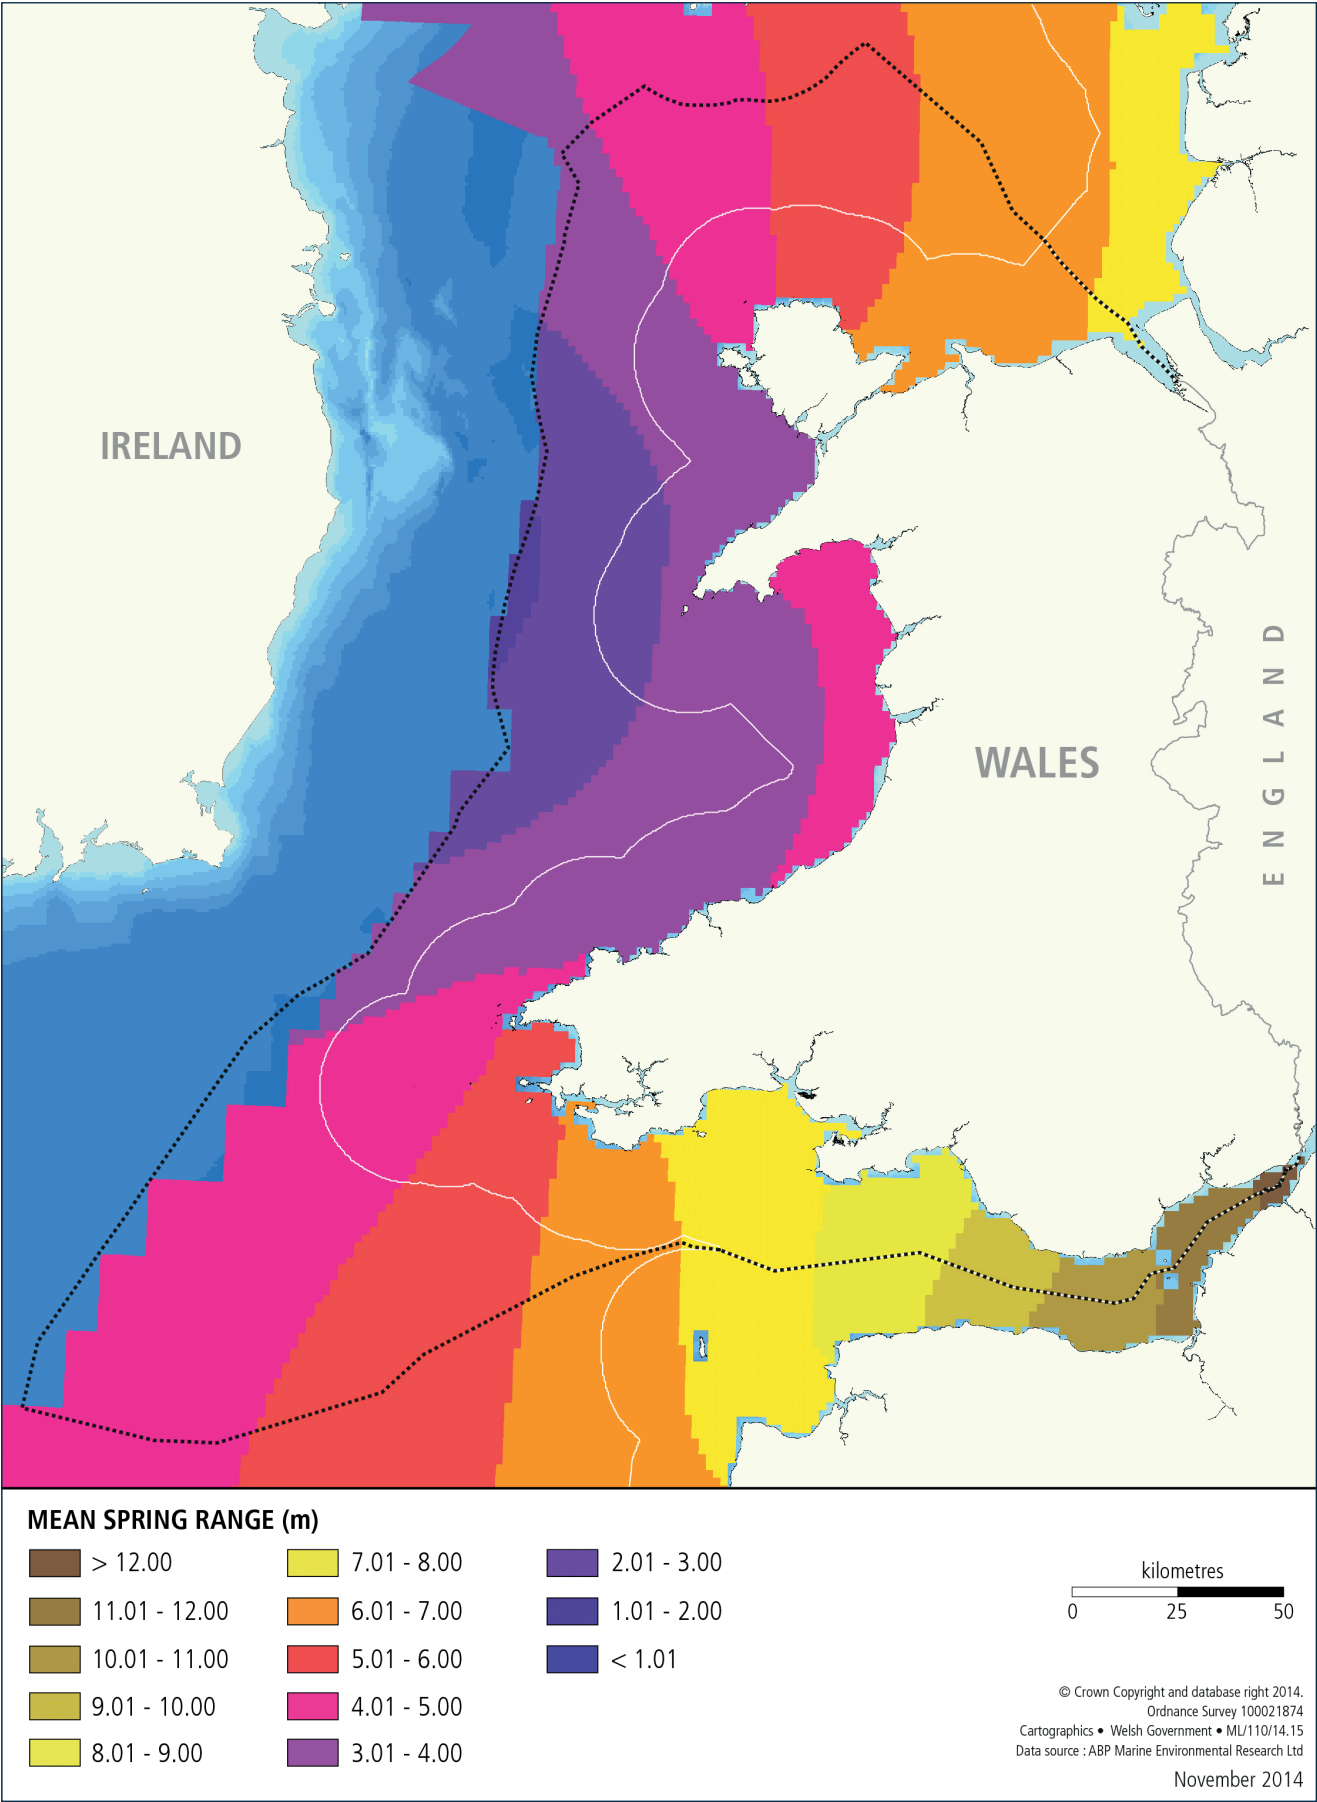 IRELAND
WALES
ENGLAND
MEAN SPRING RANGE (m)
> 12.00
11.01 - 12.00
10.01 - 11.00
9.01 - 10.00
8.01 - 9.00
7.01 - 8.00
6.01 - 7.00
5.01 - 6.00
4.01 - 5.00
3.01 - 4.00
2.01 - 3.00
1.01 - 2.00
< 1.01
kilometres
0 25 50
© Crown Copyright and database right 2014.
Ordnance Survey 100021874
Cartographics • Welsh Government • ML/110/14.15
Data source : ABP Marine Environmental Research Ltd
November 2014